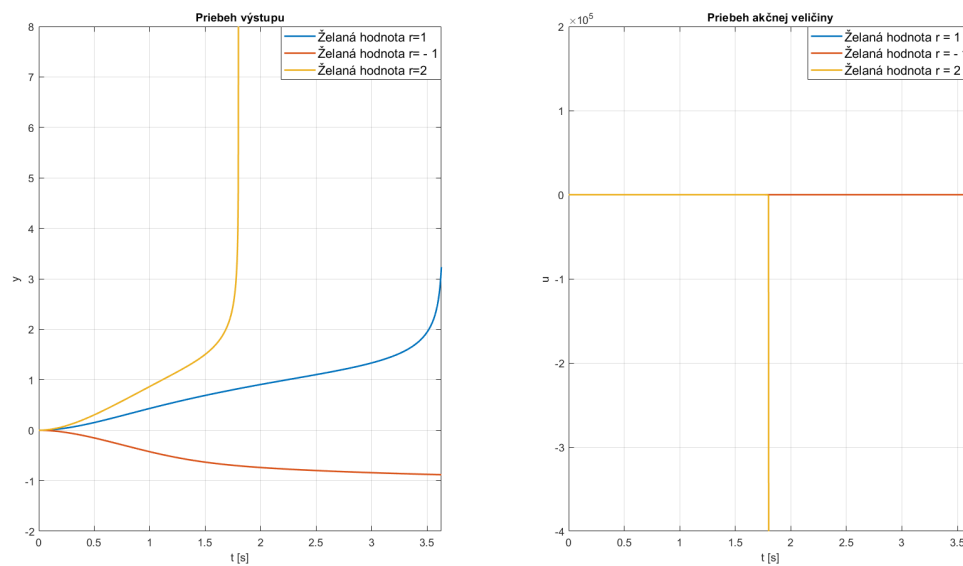 Priebeh výstupu
8
7
6
5
4
3
2
1
0
-1
-2
y
0 0.5 1 1.5 2 2.5 3 3.5
t [s]
Želaná hodnota r=1
Želaná hodnota r= - 1
Želaná hodnota r=2
Priebeh akčnej veličiny
×10⁵
2
1
0
-1
-2
-3
-4
u
0 0.5 1 1.5 2 2.5 3 3.5
t [s]
Želaná hodnota r = 1
Želaná hodnota r = - 1
Želaná hodnota r = 2